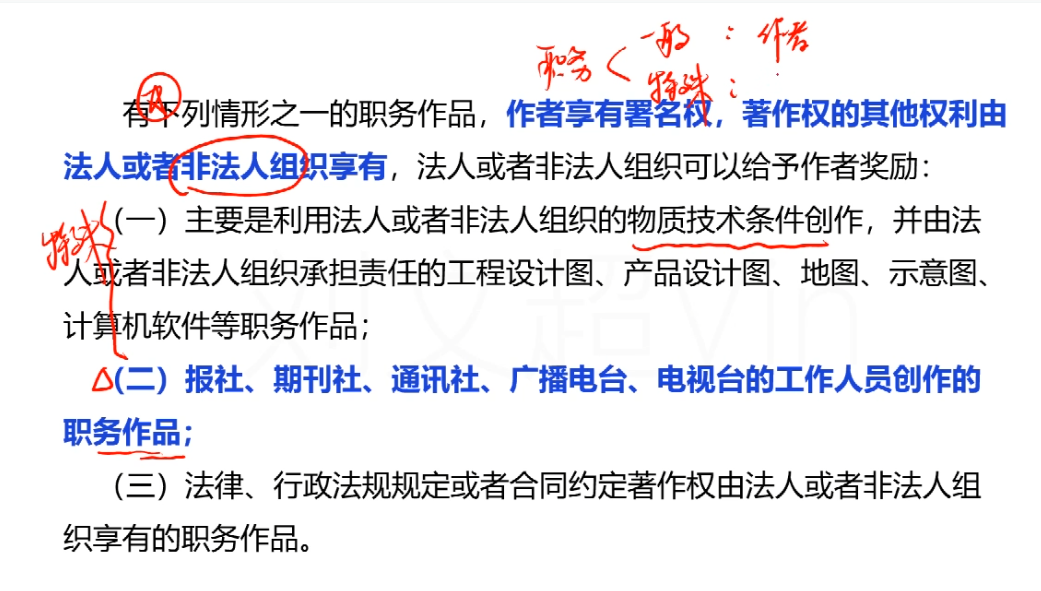 职务 一般：作者
特殊：
有下列情形之一的职务作品，作者享有署名权，著作权的其他权利由
法人或者非法人组织享有，法人或者非法人组织可以给予作者奖励：
特殊
（一）主要是利用法人或者非法人组织的物质技术条件创作，并由法
人或者非法人组织承担责任的工程设计图、产品设计图、地图、示意图、
计算机软件等职务作品；
（二）报社、期刊社、通讯社、广播电台、电视台的工作人员创作的
职务作品；
（三）法律、行政法规规定或者合同约定著作权由法人或者非法人组
织享有的职务作品。